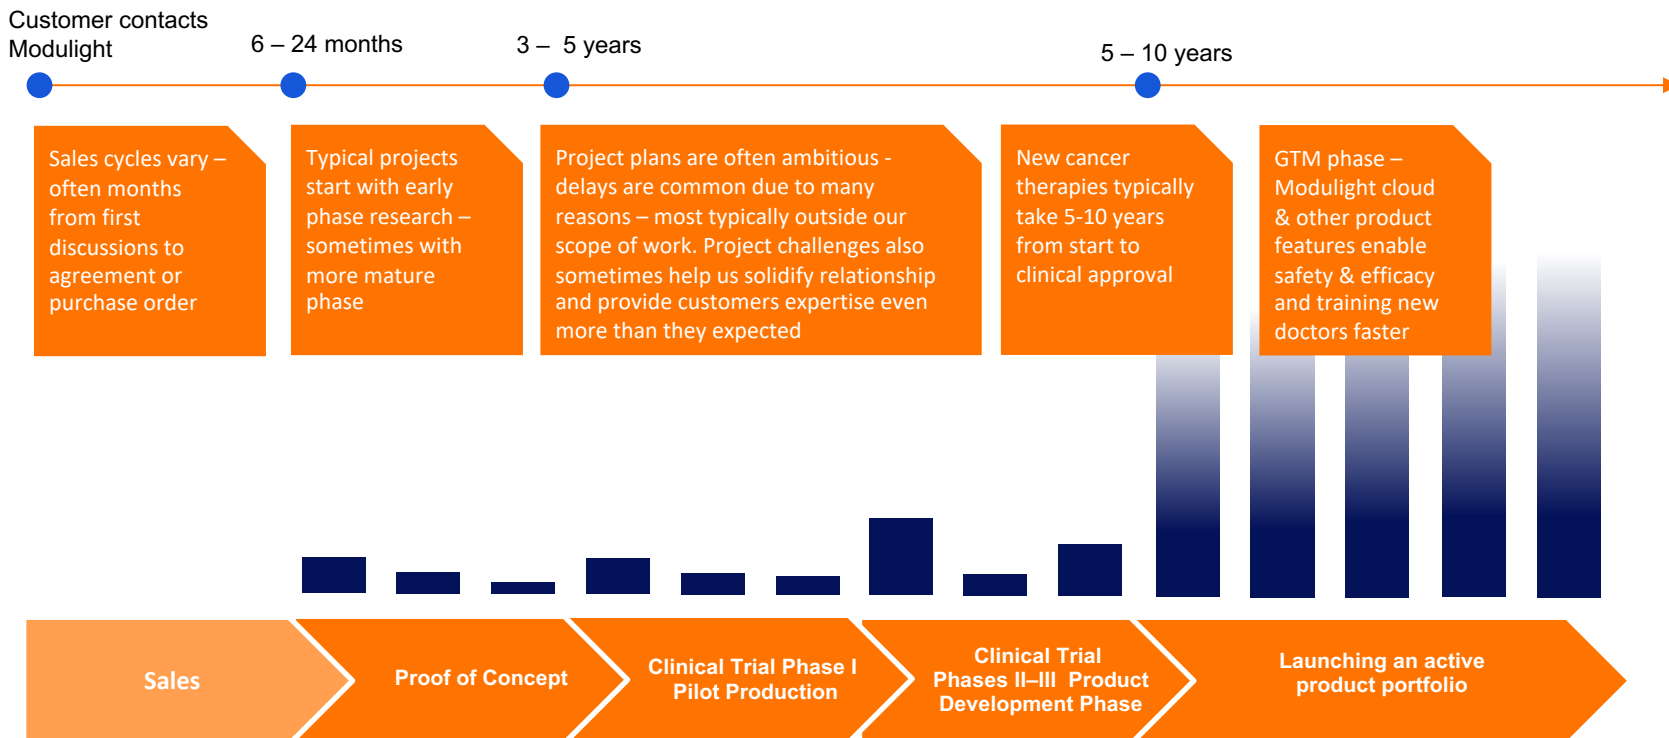 Customer contacts
Modulight
6 – 24 months
3 – 5 years
5 – 10 years
Sales cycles vary –
often months
from first
discussions to
agreement or
purchase order
Typical projects
start with early
phase research –
sometimes with
more mature
phase
Project plans are often ambitious -
delays are common due to many
reasons – most typically outside our
scope of work. Project challenges also
sometimes help us solidify relationship
and provide customers expertise even
more than they expected
New cancer
therapies typically
take 5-10 years
from start to
clinical approval
GTM phase –
Modulight cloud
& other product
features enable
safety & efficacy
and training new
doctors faster
Sales
Proof of Concept
Clinical Trial Phase I
Pilot Production
Clinical Trial
Phases II–III Product
Development Phase
Launching an active
product portfolio